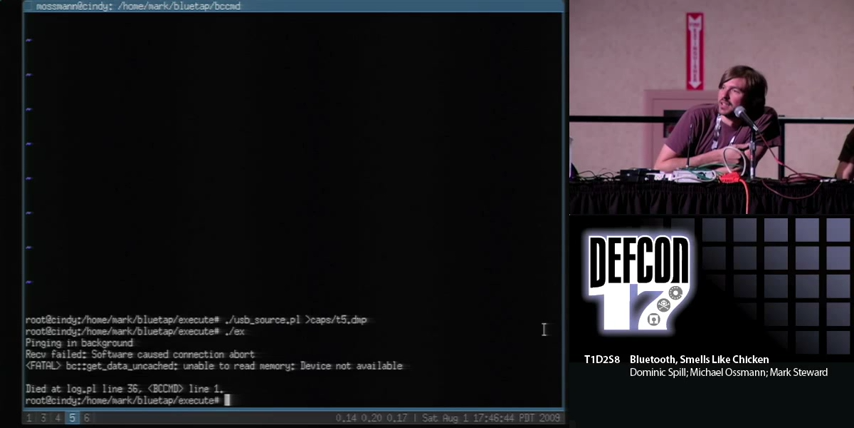 mossmann@cindy: /home/mark/bluetap/bccmd
root@cindy:/home/mark/bluetap/execute# ./usb_source.pl >caps/t5.dmp
root@cindy:/home/mark/bluetap/execute# ./ex
Pinging in background
Recv failed: Software caused connection abort
<FATAL> bc::get_data_uncached: unable to read memory: Device not available
Died at log.pl line 36, <BCCMD> line 1.
root@cindy:/home/mark/bluetap/execute#
1 3 4 5 6
0.14 0.20 0.17 | Sat Aug 1 17:46:44 PDT 2009
DEFCON
17
T1D2S8 Bluetooth, Smells Like Chicken
Dominic Spill; Michael Ossmann; Mark Steward